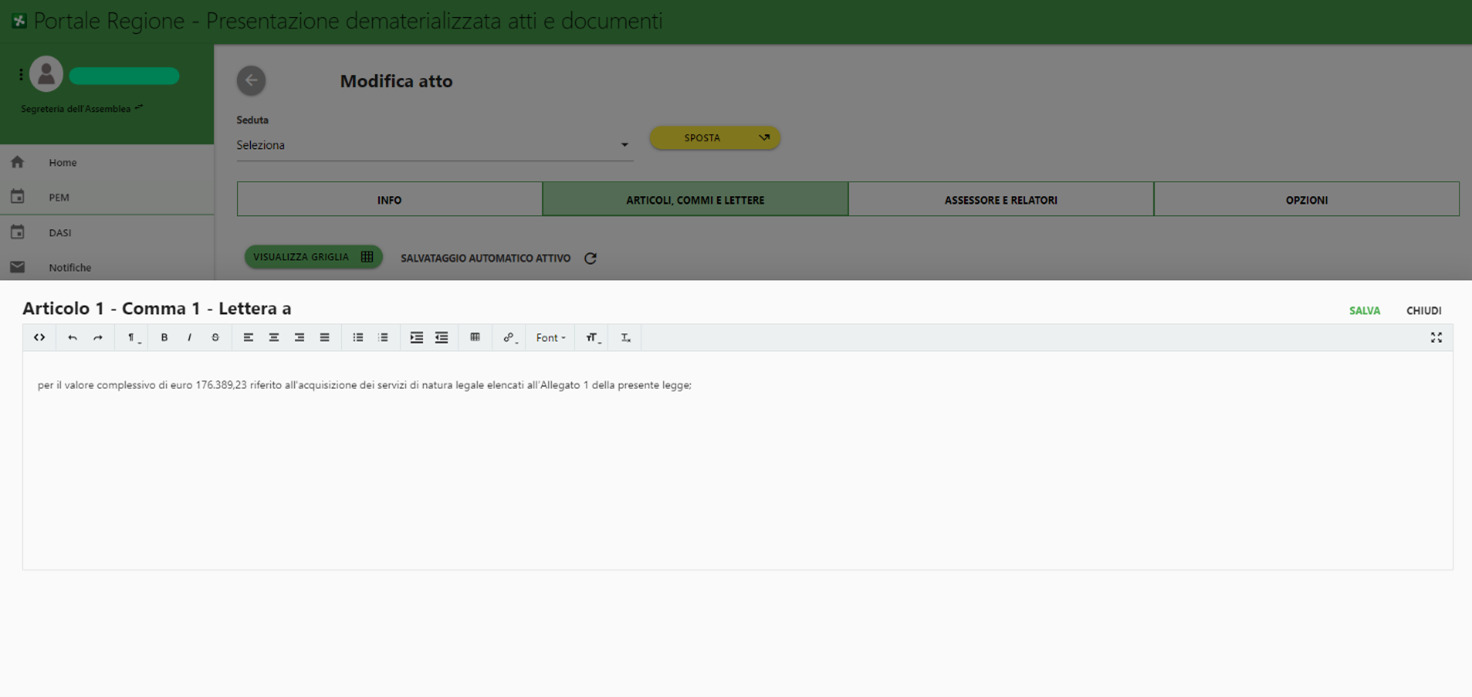 Portale Regione - Presentazione dematerializzata atti e documenti
Segreteria dell'Assemblea
Home
PEM
DASI
Notifiche
Modifica atto
Seduta
Seleziona
SPOSTA
INFO
ARTICOLI, COMMI E LETTERE
ASSESSORE E RELATORI
OPZIONI
VISUALIZZA GRIGLIA
SALVATAGGIO AUTOMATICO ATTIVO
Articolo 1 - Comma 1 - Lettera a
SALVA
CHIUDI
Font
per il valore complessivo di euro 176.389,23 riferito all'acquisizione dei servizi di natura legale elencati all'Allegato 1 della presente legge;